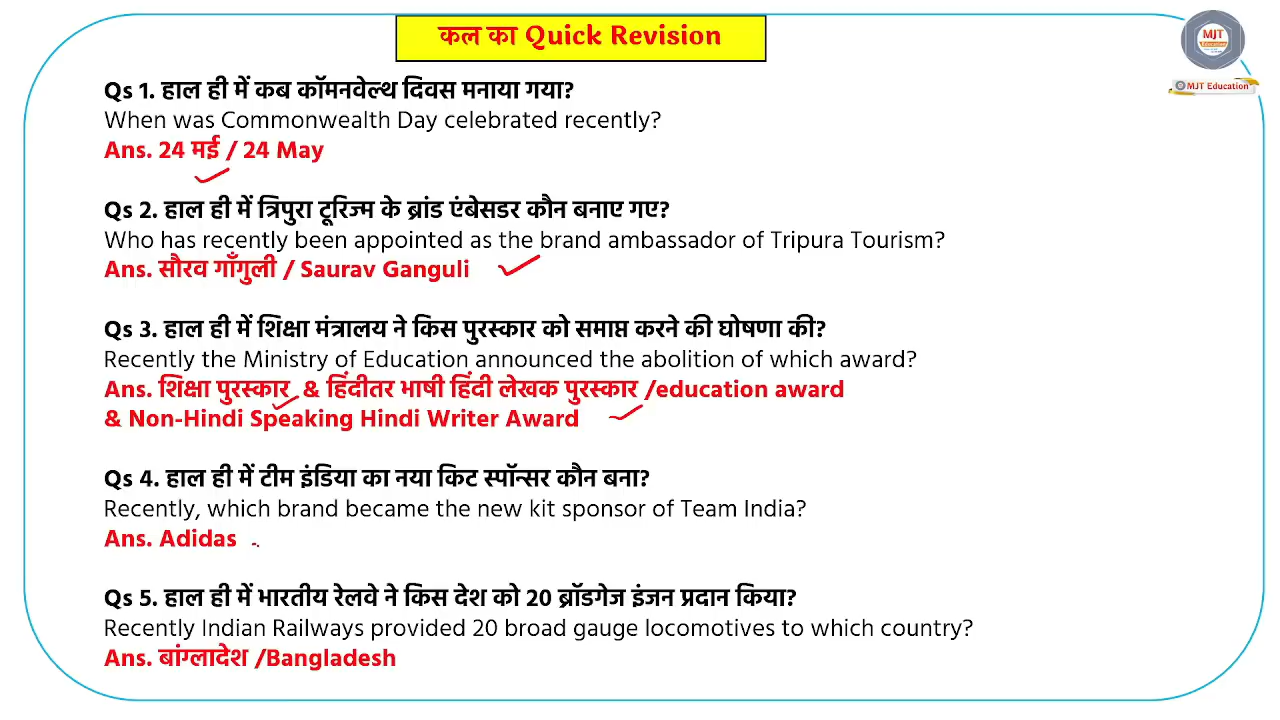 कल का Quick Revision
MJT
Education
MJT Education
Qs 1. हाल ही में कब कॉमनवेल्थ दिवस मनाया गया?
When was Commonwealth Day celebrated recently?
Ans. 24 मई / 24 May
Qs 2. हाल ही में त्रिपुरा टूरिज्म के ब्रांड एंबेसडर कौन बनाए गए?
Who has recently been appointed as the brand ambassador of Tripura Tourism?
Ans. सौरव गाँगुली / Saurav Ganguli
Qs 3. हाल ही में शिक्षा मंत्रालय ने किस पुरस्कार को समाप्त करने की घोषणा की?
Recently the Ministry of Education announced the abolition of which award?
Ans. शिक्षा पुरस्कार & हिंदीतर भाषी हिंदी लेखक पुरस्कार /education award
& Non-Hindi Speaking Hindi Writer Award
Qs 4. हाल ही में टीम इंडिया का नया किट स्पॉन्सर कौन बना?
Recently, which brand became the new kit sponsor of Team India?
Ans. Adidas
Qs 5. हाल ही में भारतीय रेलवे ने किस देश को 20 ब्रॉडगेज इंजन प्रदान किया?
Recently Indian Railways provided 20 broad gauge locomotives to which country?
Ans. बांग्लादेश /Bangladesh